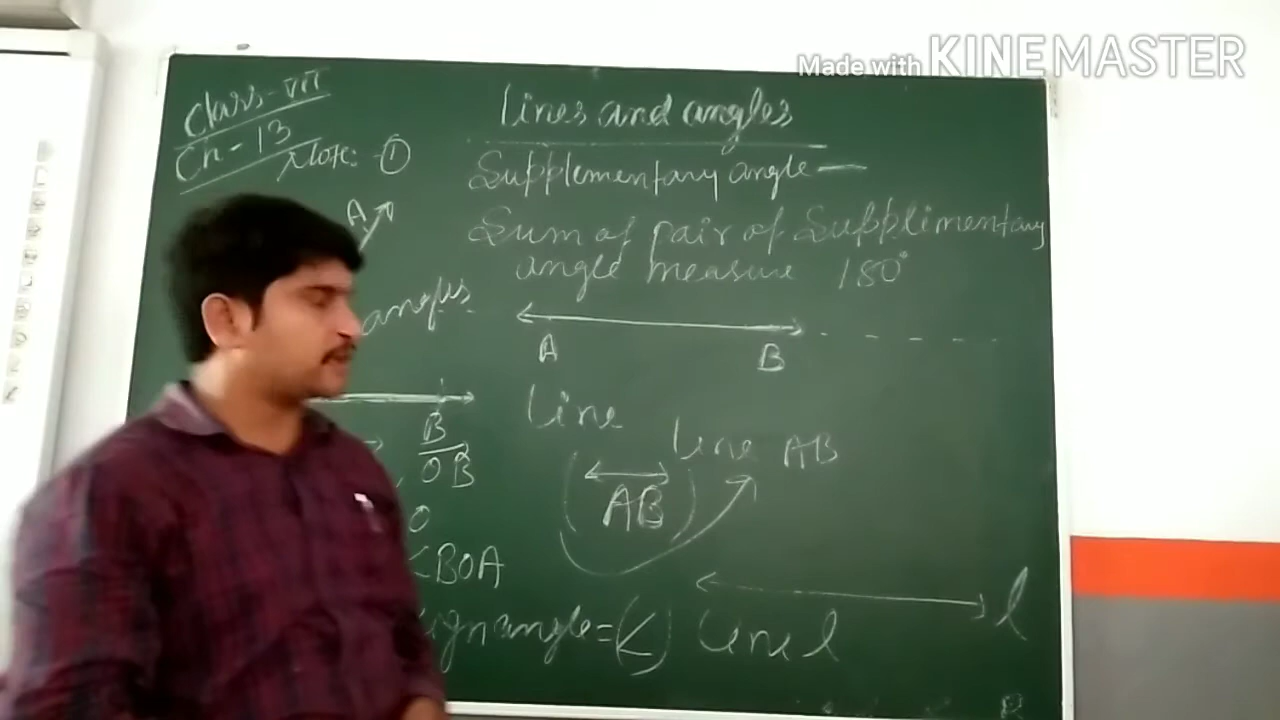 Made with KINEMASTER
Class-VII
Ch-13
Note: - ①
Lines and angles
Supplementary angle —
Sum of pair of Supplimentary
angle measure 180°
A
angles
A B
B
OB
O
<BOA
Line
Line AB
(AB)
l
angle = (<) Line l